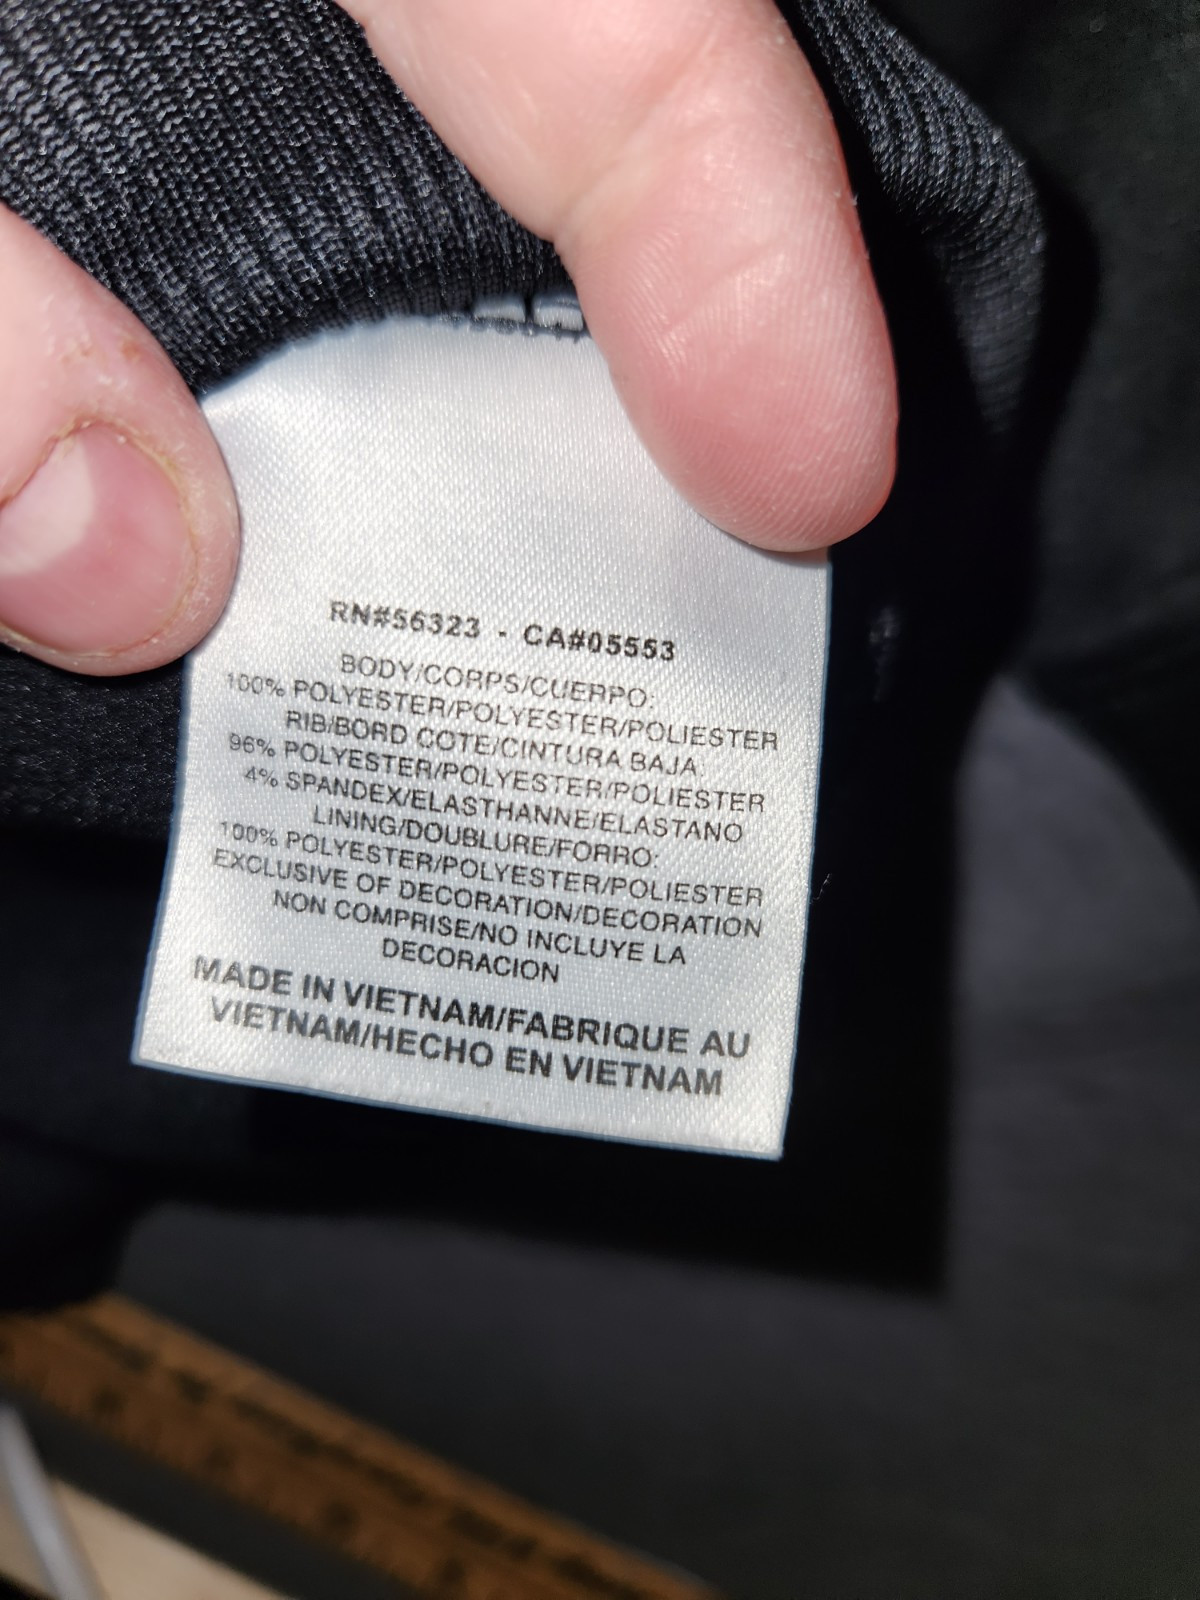 RN#56323 - CA#05553
BODY/CORPS/CUERPO:
100% POLYESTER/POLYESTER/POLIESTER
RIB/BORD COTE/CINTURA BAJA:
96% POLYESTER/POLYESTER/POLIESTER
4% SPANDEX/ELASTHANNE/ELASTANO
LINING/DOUBLURE/FORRO:
100% POLYESTER/POLYESTER/POLIESTER
EXCLUSIVE OF DECORATION/DECORATION
NON COMPRISE/NO INCLUYE LA
DECORACION
MADE IN VIETNAM/FABRIQUE AU
VIETNAM/HECHO EN VIETNAM